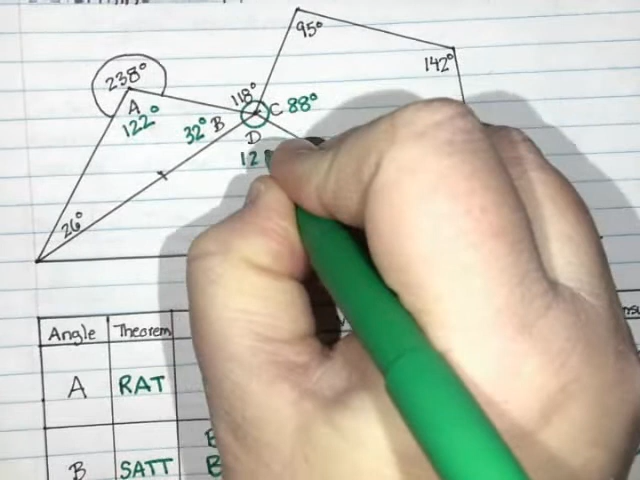 95°
142°
238°
118°
A
C 88°
122°
32° B
D
12
26°
Angle Theorem
A RAT
B SATT